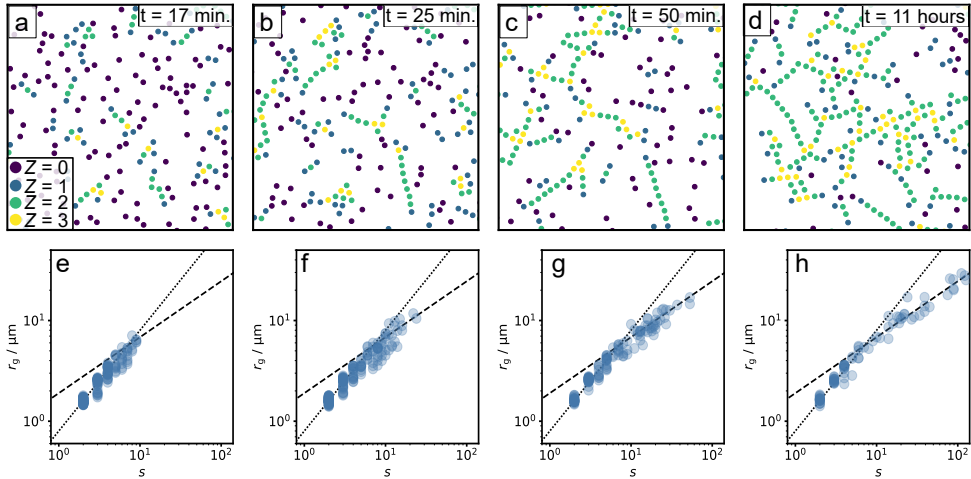 a
t = 17 min.
b
t = 25 min.
c
t = 50 min.
d
t = 11 hours
Z = 0
Z = 1
Z = 2
Z = 3
e
f
g
h
10¹
10⁰
r_g / μm
10⁰
10¹
10²
s
10¹
10⁰
r_g / μm
10⁰
10¹
10²
s
10¹
10⁰
r_g / μm
10⁰
10¹
10²
s
10¹
10⁰
r_g / μm
10⁰
10¹
10²
s